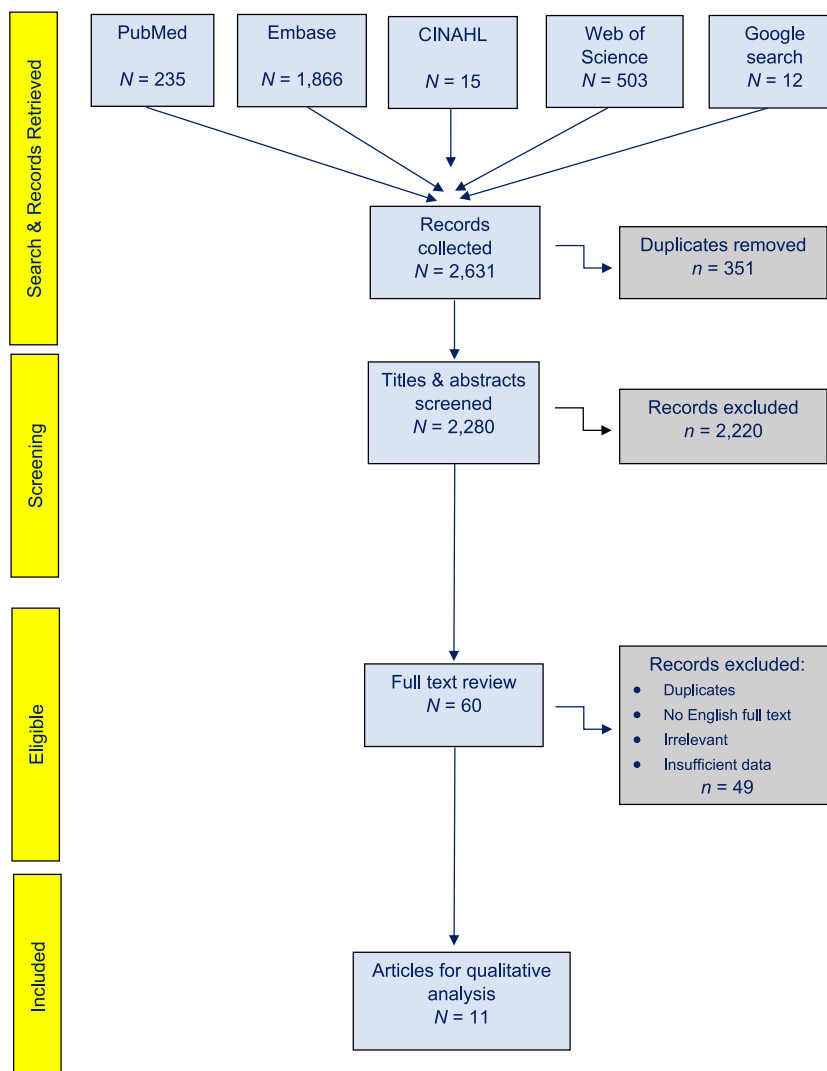 Search & Records Retrieved
PubMed
N = 235
Embase
N = 1,866
CINAHL
N = 15
Web of
Science
N = 503
Google
search
N = 12
Records
collected
N = 2,631
Duplicates removed
n = 351
Screening
Titles & abstracts
screened
N = 2,280
Records excluded
n = 2,220
Eligible
Full text review
N = 60
Records excluded:
• Duplicates
• No English full text
• Irrelevant
• Insufficient data
n = 49
Included
Articles for qualitative
analysis
N = 11